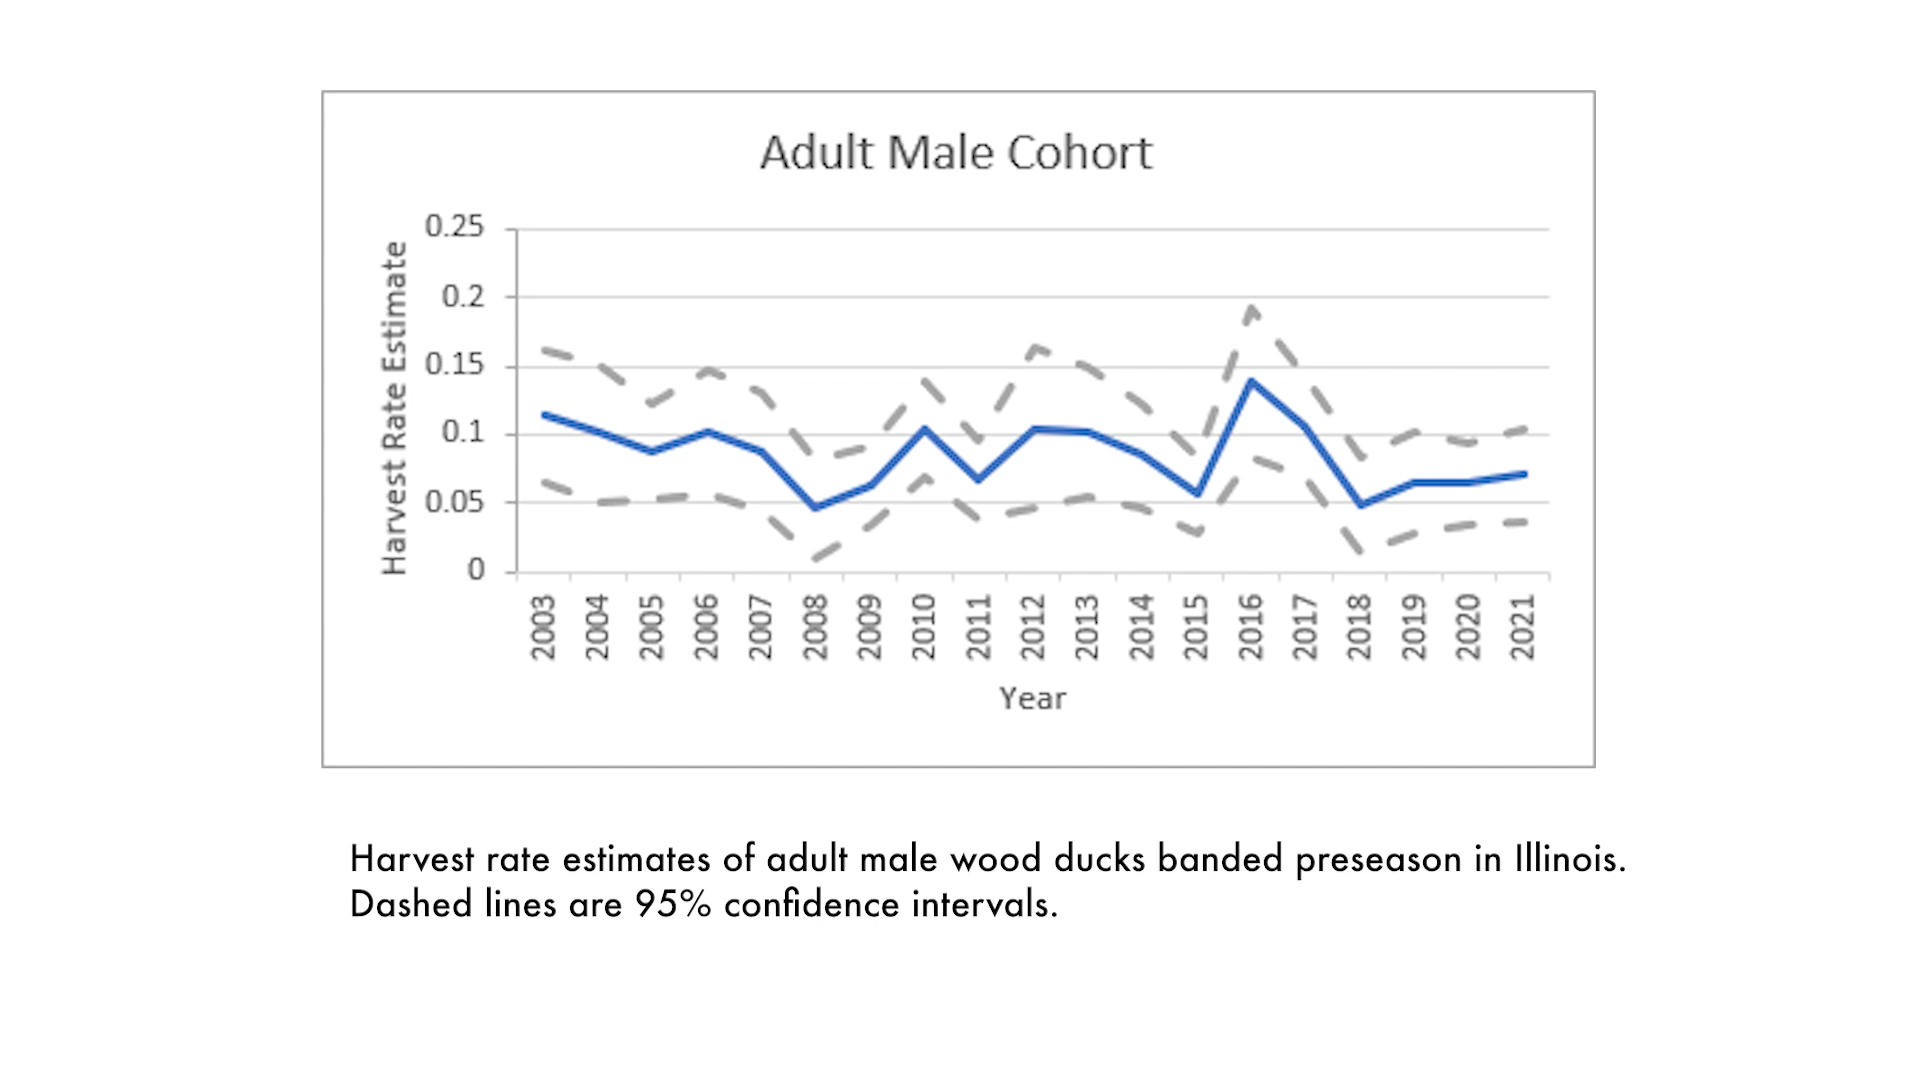 Adult Male Cohort
Harvest Rate Estimate
0.25
0.2
0.15
0.1
0.05
0
2003 2004 2005 2006 2007 2008 2009 2010 2011 2012 2013 2014 2015 2016 2017 2018 2019 2020 2021
Year
Harvest rate estimates of adult male wood ducks banded preseason in Illinois.
Dashed lines are 95% confidence intervals.